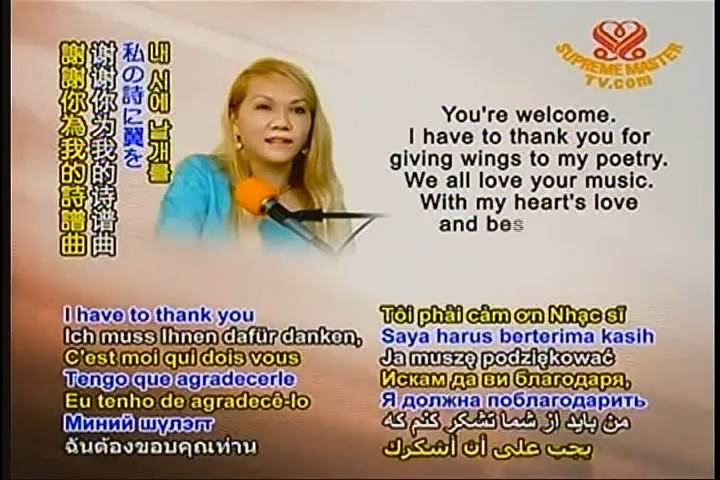 내 시에 날개를
私の詩に翼を
谢谢你为我的诗谱曲
謝謝你為我的詩譜曲
SUPREME MASTER
TV.com
You're welcome.
I have to thank you for
giving wings to my poetry.
We all love your music.
With my heart's love
and bes
I have to thank you
Ich muss Ihnen dafür danken,
C'est moi qui dois vous
Tengo que agradecerle
Eu tenho de agradecê-lo
Миний шүлэгт
ฉันต้องขอบคุณท่าน
Tôi phải cảm ơn Nhạc sĩ
Saya harus berterima kasih
Ja muszę podziękować
Искам да ви благодаря,
Я должна поблагодарить
من باید از شما تشکر کنم که
يجب على أن أشكرك